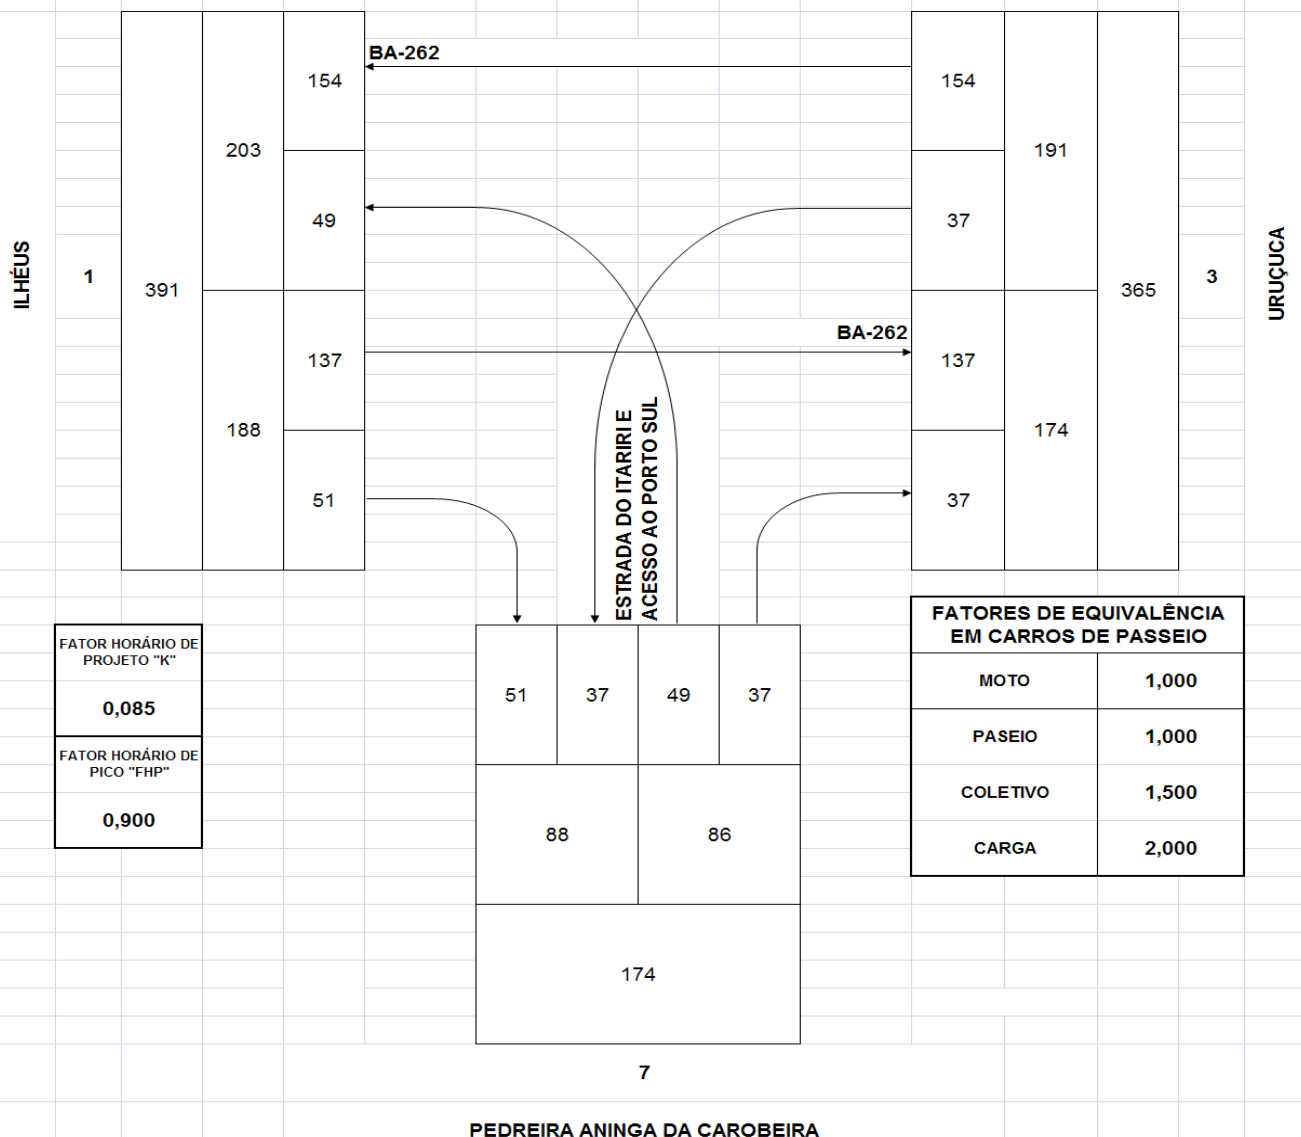 BA-262
154
154
203
191
49
37
ILHÉUS
1
391
365
3
URUÇUCA
BA-262
137
137
188
174
51
37
ESTRADA DO ITARIRI E
ACESSO AO PORTO SUL
FATOR HORÁRIO DE
PROJETO "K"
0,085
FATOR HORÁRIO DE
PICO "FHP"
0,900
51
37
49
37
88
86
174
7
PEDREIRA ANINGA DA CAROBEIRA
FATORES DE EQUIVALÊNCIA
EM CARROS DE PASSEIO
MOTO 1,000
PASEIO 1,000
COLETIVO 1,500
CARGA 2,000